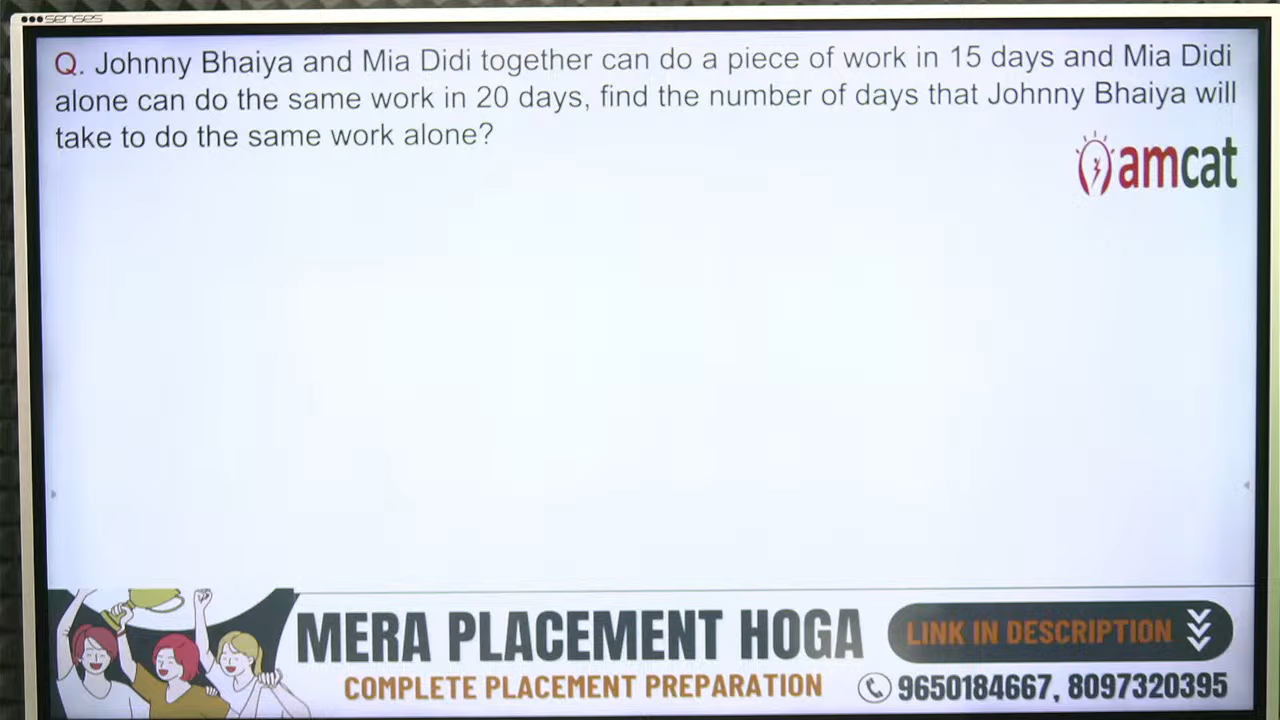 senses
Q. Johnny Bhaiya and Mia Didi together can do a piece of work in 15 days and Mia Didi
alone can do the same work in 20 days, find the number of days that Johnny Bhaiya will
take to do the same work alone?
amcat
MERA PLACEMENT HOGA
COMPLETE PLACEMENT PREPARATION
LINK IN DESCRIPTION
9650184667, 8097320395